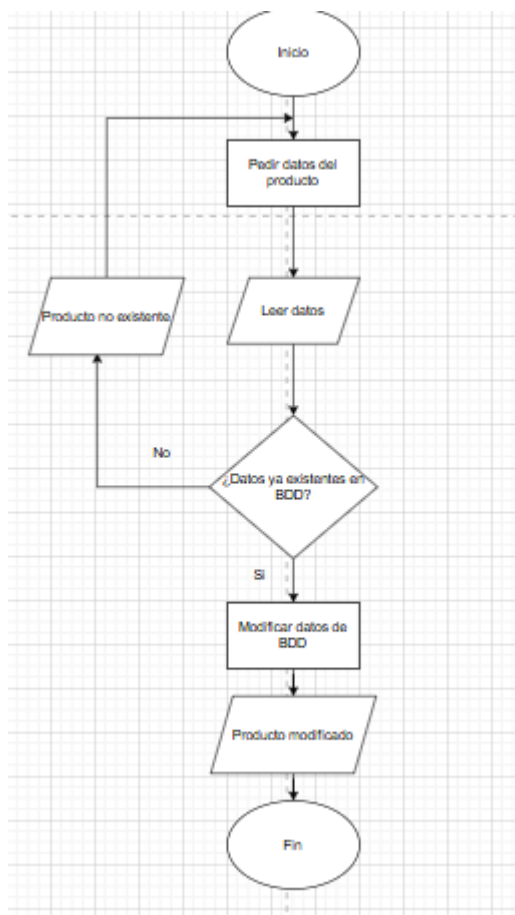 Inicio
Pedir datos del
producto
Producto no existente
Leer datos
No
¿Datos ya existentes en
BDD?
Si
Modificar datos de
BDD
Producto modificado
Fin